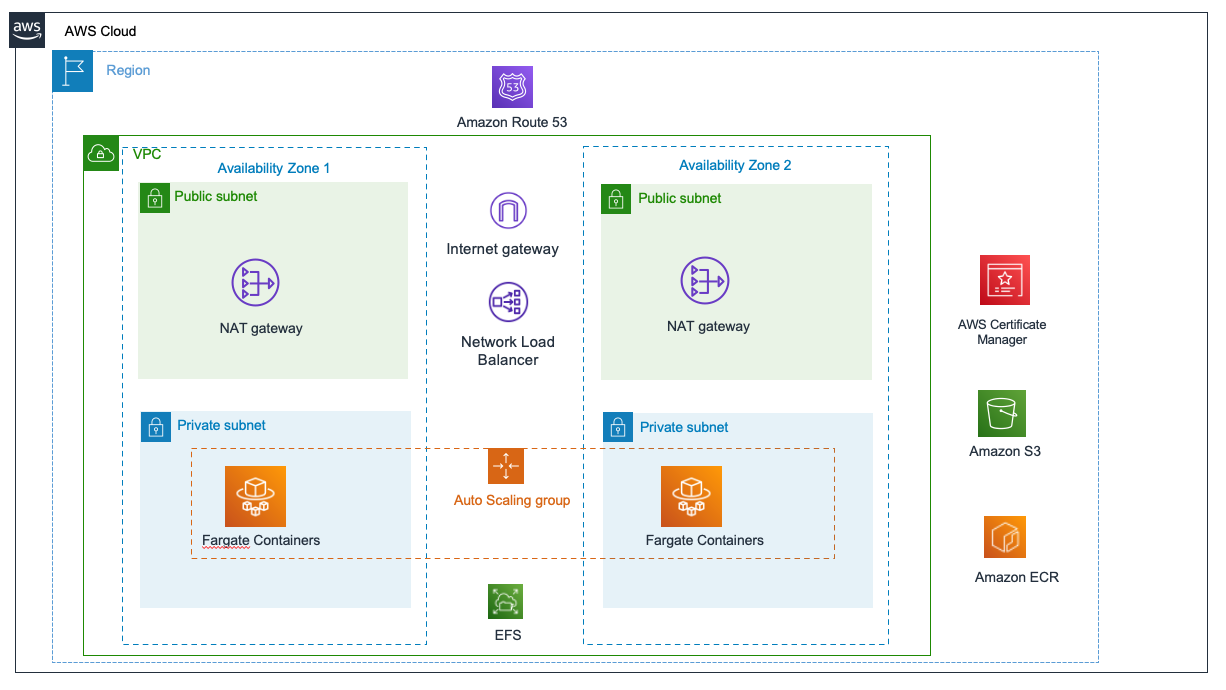 aws
AWS Cloud
Region
53
Amazon Route 53
VPC
Availability Zone 1
Availability Zone 2
Public subnet
Public subnet
Internet gateway
NAT gateway
NAT gateway
Network Load
Balancer
AWS Certificate
Manager
Private subnet
Private subnet
Amazon S3
Auto Scaling group
Fargate Containers
Fargate Containers
Amazon ECR
EFS